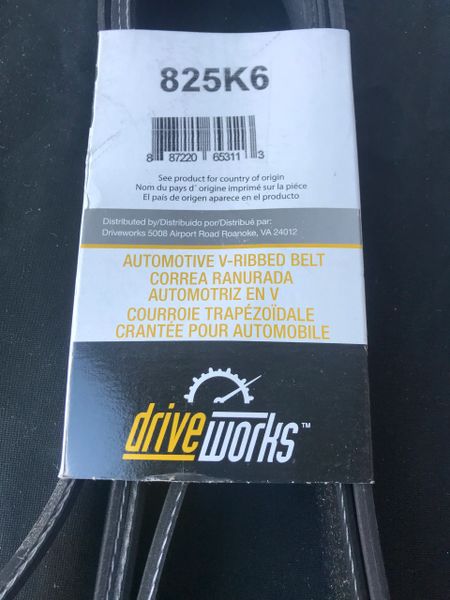 825K6
8 87220 65311 3
See product for country of origin
Nom du pays d´ origine imprimé sur la piéce
El país de origen aparece en el producto
Distributed by/Distribuido por/Distribué par:
Driveworks 5008 Airport Road Roanoke, VA 24012
AUTOMOTIVE V-RIBBED BELT
CORREA RANURADA
AUTOMOTRIZ EN V
COURROIE TRAPÉZOÏDALE
CRANTÉE POUR AUTOMOBILE
driveworks™